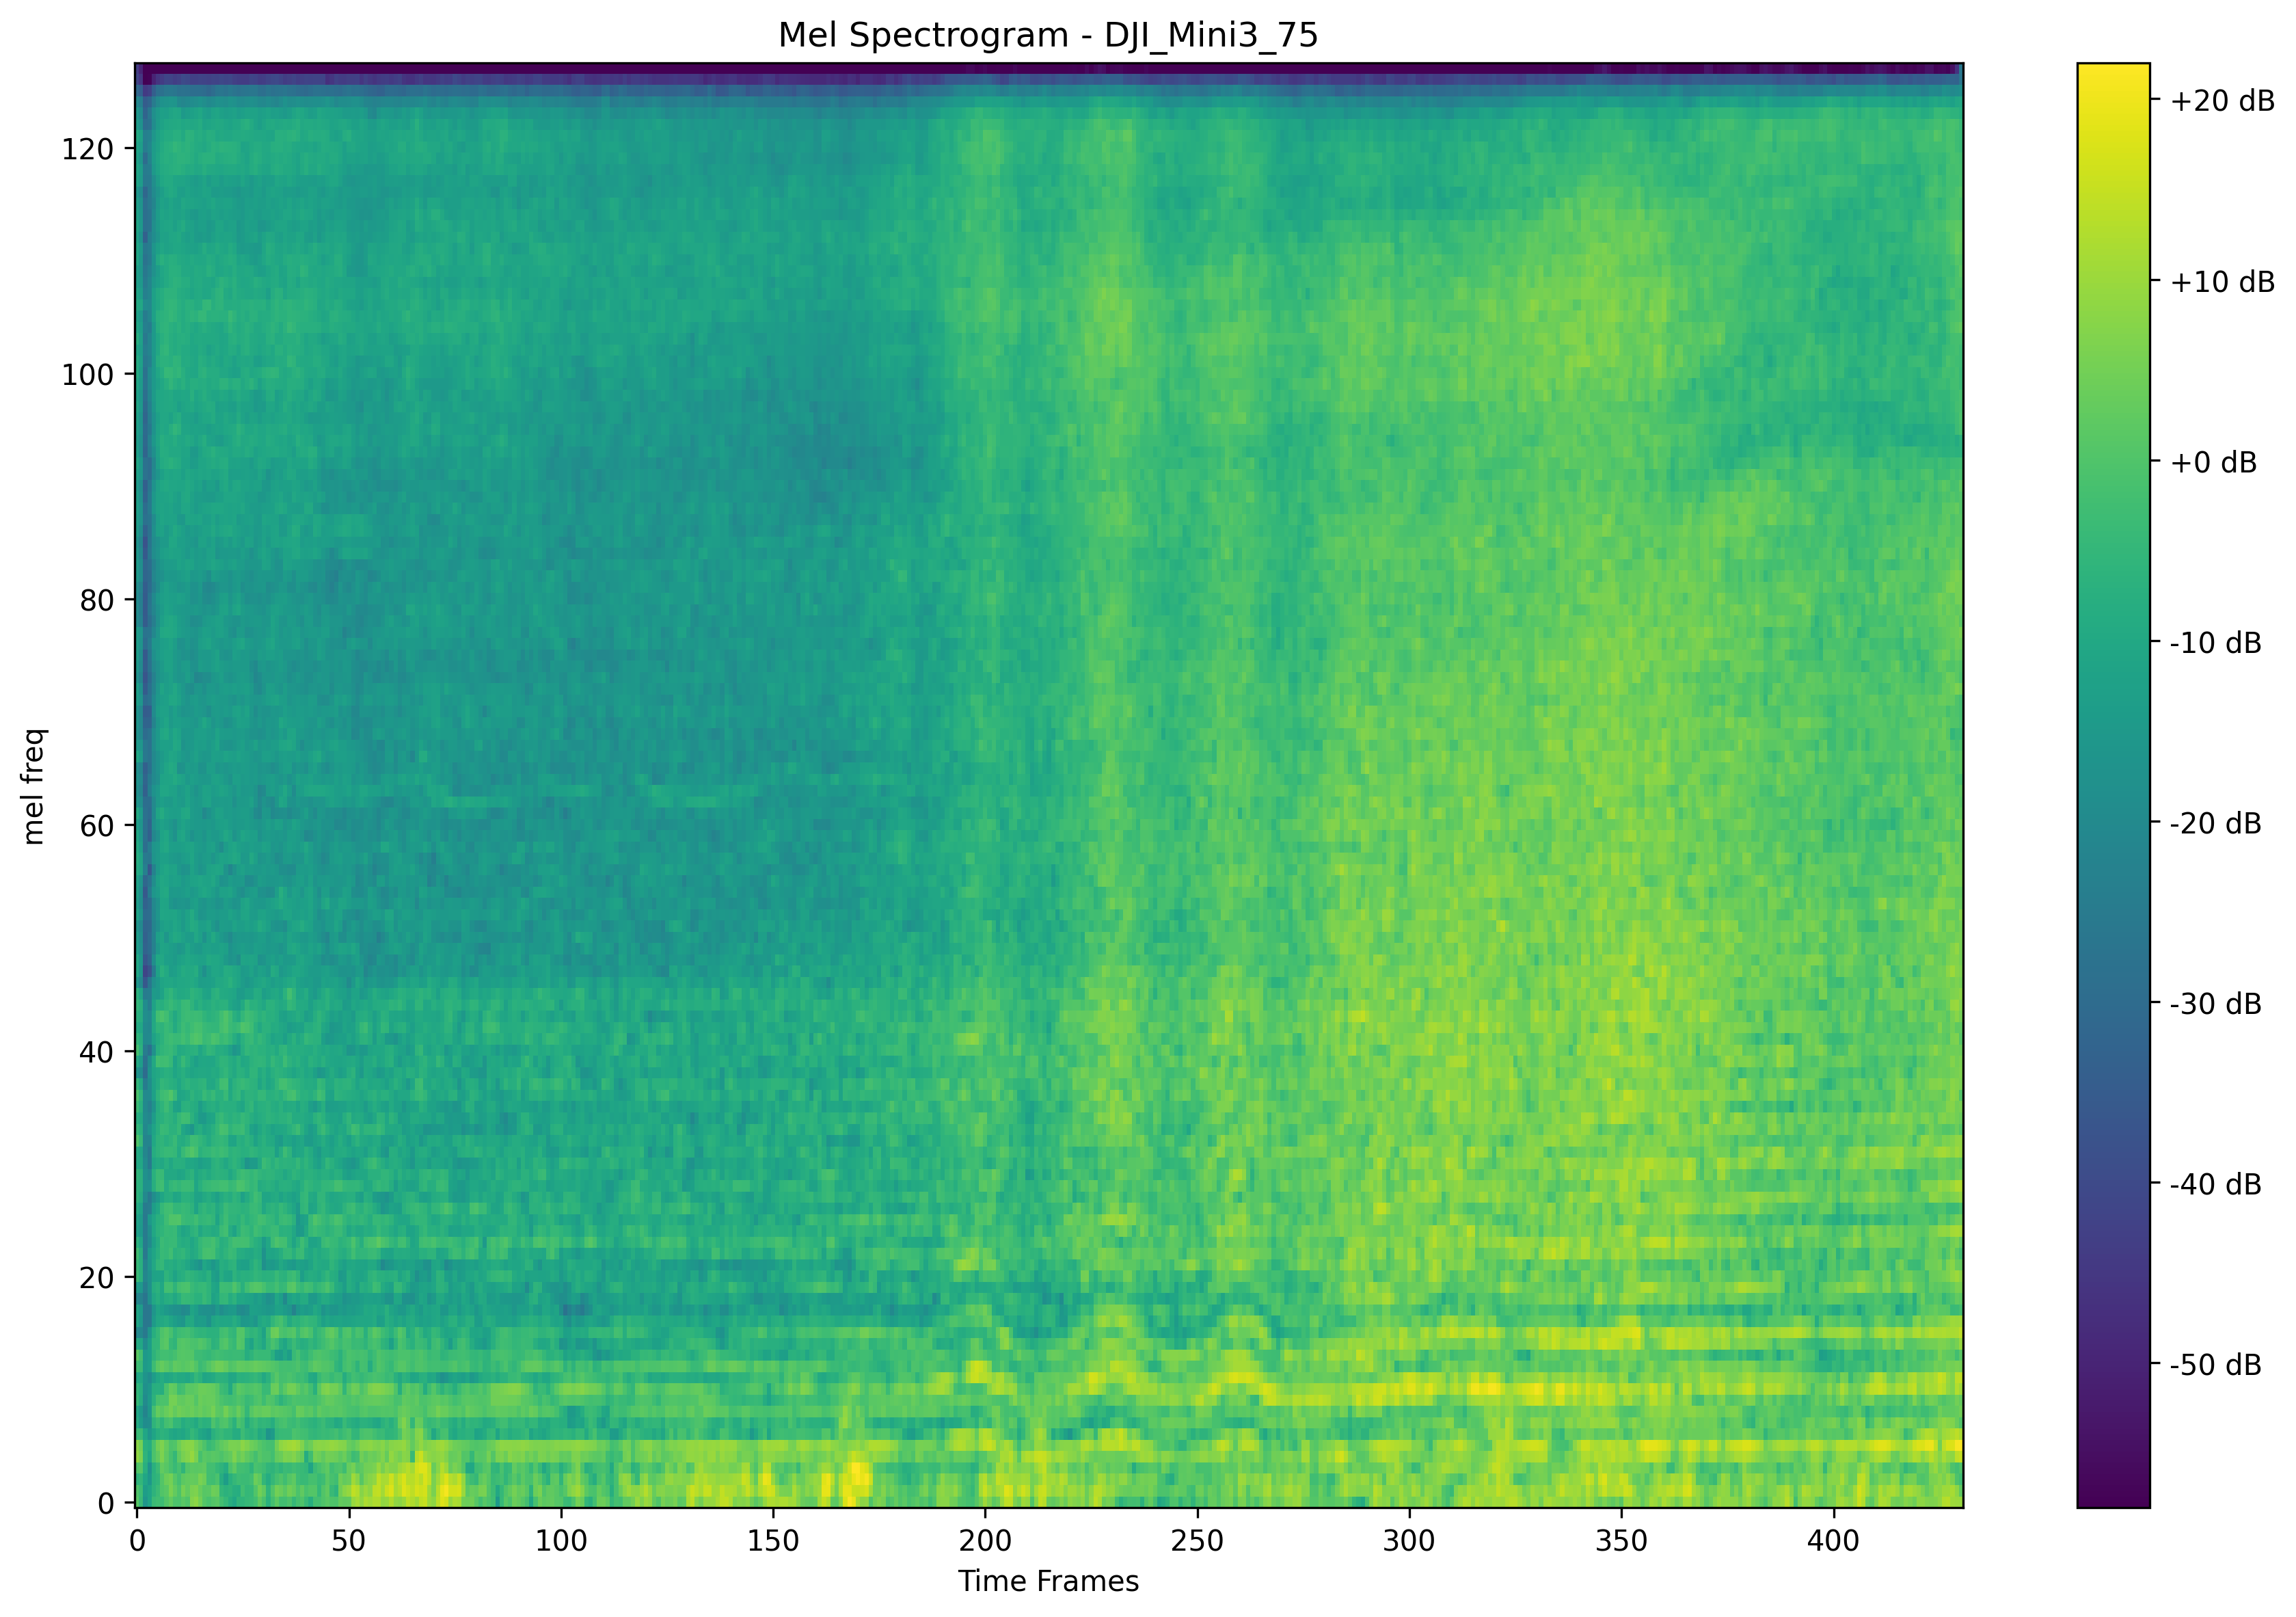 Mel Spectrogram - DJI_Mini3_75
mel freq
120
100
80
60
40
20
0
0 50 100 150 200 250 300 350 400
Time Frames
+20 dB
+10 dB
+0 dB
-10 dB
-20 dB
-30 dB
-40 dB
-50 dB